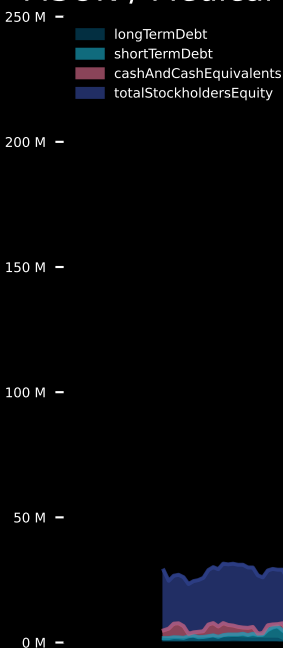 250 M
longTermDebt
shortTermDebt
cashAndCashEquivalents
totalStockholdersEquity
200 M
150 M
100 M
50 M
0 M